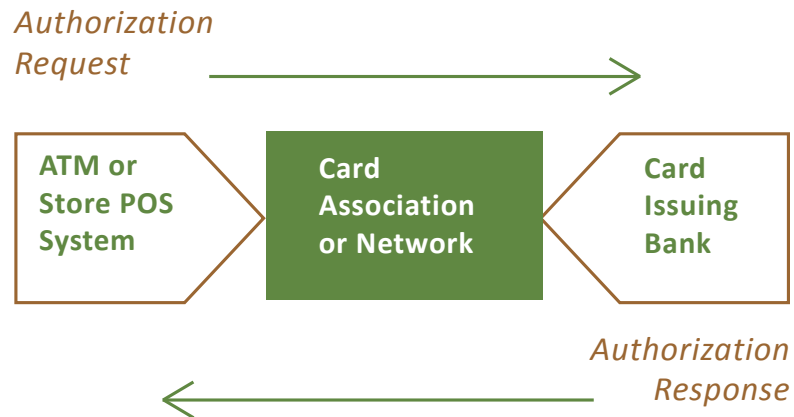 Authorization
Request
ATM or
Store POS
System
Card
Association
or Network
Card
Issuing
Bank
Authorization
Response